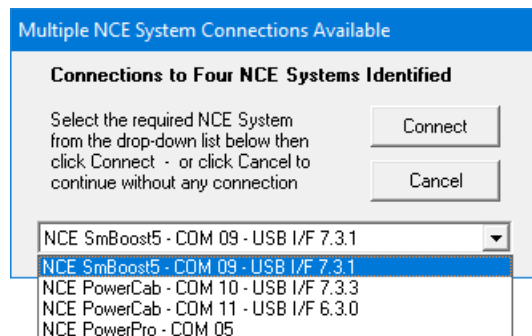 Multiple NCE System Connections Available
Connections to Four NCE Systems Identified
Select the required NCE System
from the drop-down list below then
click Connect - or click Cancel to
continue without any connection
Connect
Cancel
NCE SmBoost5 - COM 09 - USB I/F 7.3.1
NCE SmBoost5 - COM 09 - USB I/F 7.3.1
NCE PowerCab - COM 10 - USB I/F 7.3.3
NCE PowerCab - COM 11 - USB I/F 6.3.0
NCE PowerPro - COM 05